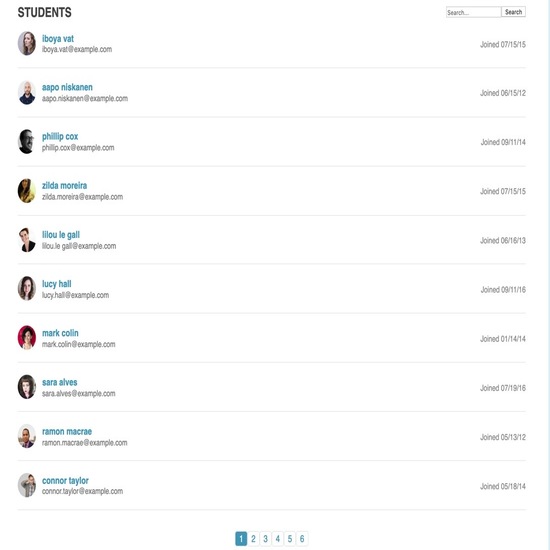 STUDENTS
Search...
Search
iboya vat
iboya.vat@example.com
Joined 07/15/15
aapo niskanen
aapo.niskanen@example.com
Joined 06/15/12
phillip cox
phillip.cox@example.com
Joined 09/11/14
zilda moreira
zilda.moreira@example.com
Joined 07/15/15
lilou le gall
lilou.le gall@example.com
Joined 06/16/13
lucy hall
lucy.hall@example.com
Joined 09/11/16
mark colin
mark.colin@example.com
Joined 01/14/14
sara alves
sara.alves@example.com
Joined 07/19/16
ramon macrae
ramon.macrae@example.com
Joined 05/13/12
connor taylor
connor.taylor@example.com
Joined 05/18/14
1 2 3 4 5 6